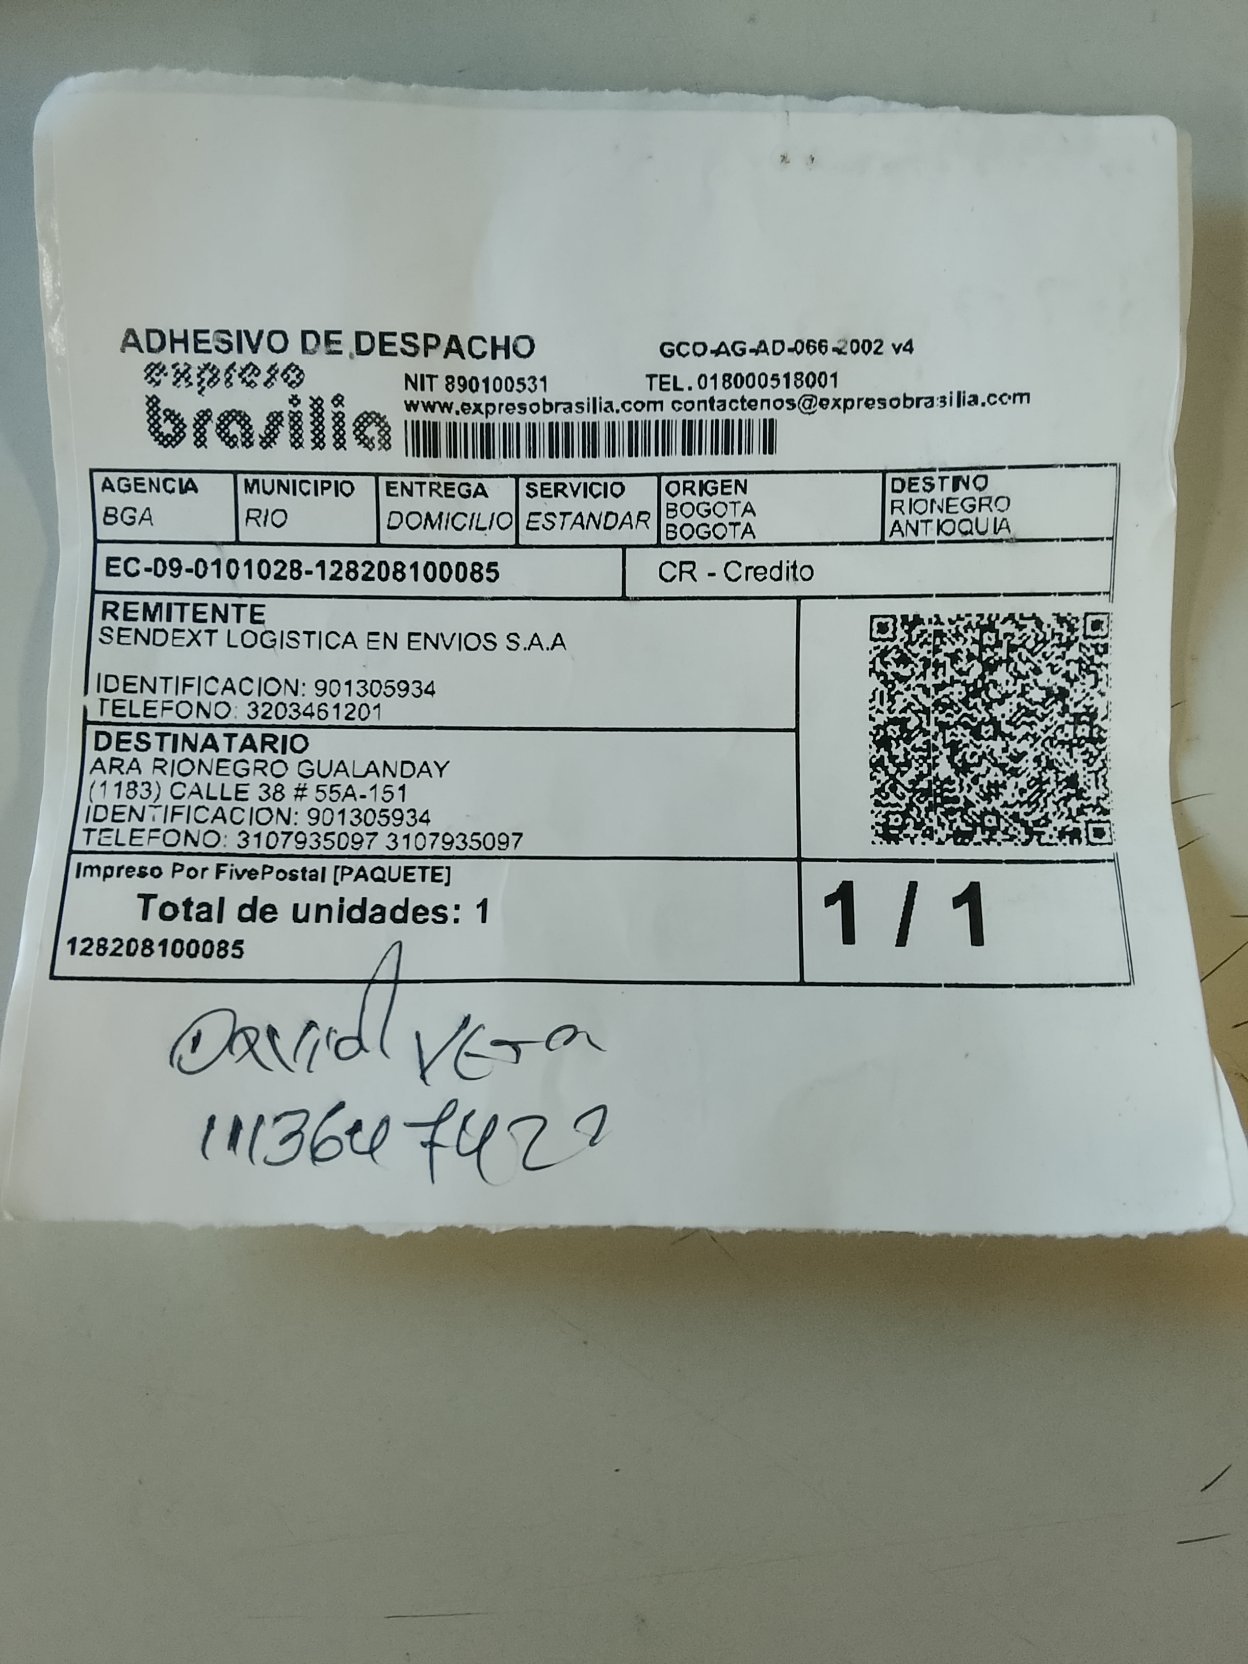 ADHESIVO DE DESPACHO
GCO-AG-AD-066-2002 v4
expreso
brasilia
NIT 890100531 TEL. 018000518001
www.expresobrasilia.com contactenos@expresobrasilia.com
AGENCIA MUNICIPIO ENTREGA SERVICIO ORIGEN DESTINO
BGA RIO DOMICILIO ESTANDAR BOGOTA RIONEGRO
BOGOTA ANTIOQUIA
EC-09-0101028-128208100085 CR - Credito
REMITENTE
SENDEXT LOGISTICA EN ENVIOS S.A.A
IDENTIFICACION: 901305934
TELEFONO: 3203461201
DESTINATARIO
ARA RIONEGRO GUALANDAY
(1183) CALLE 38 # 55A-151
IDENTIFICACION: 901305934
TELEFONO: 3107935097 3107935097
Impreso Por FivePostal [PAQUETE]
Total de unidades: 1
1 / 1
128208100085
David Vera